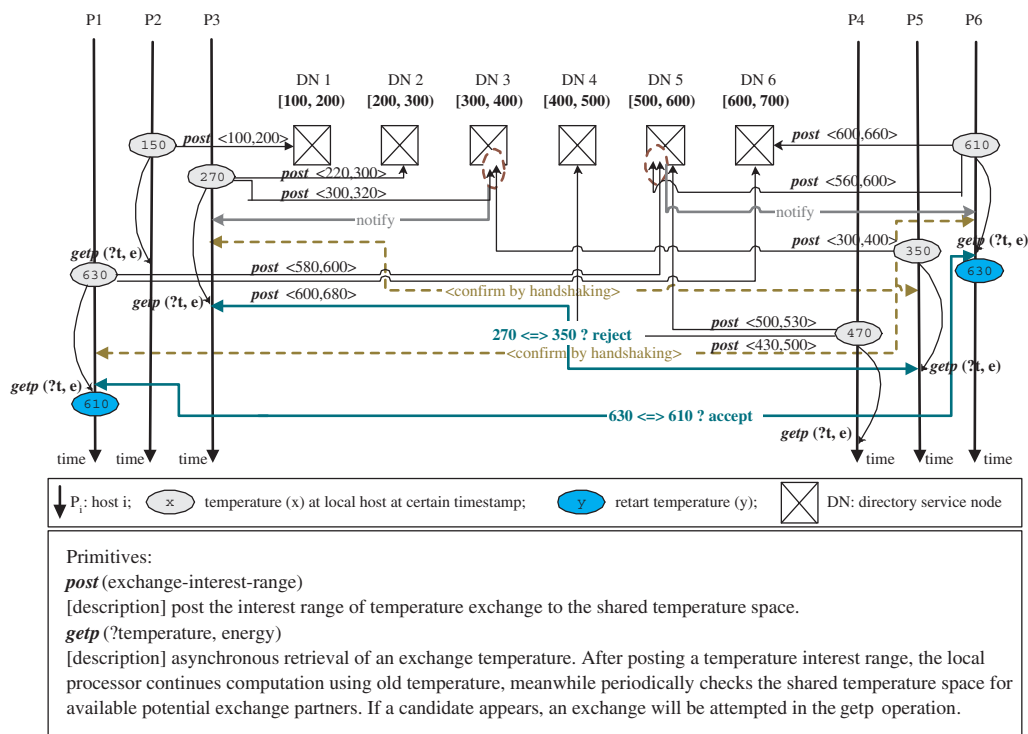 P1 P2 P3 P4 P5 P6
DN 1 DN 2 DN 3 DN 4 DN 5 DN 6
[100, 200) [200, 300) [300, 400) [400, 500) [500, 600) [600, 700)
150 post <100,200> post <600,660> 610
270 post <220,300> post <560,600>
post <300,320>
notify notify
getp (?t, e) post <300,400> 350 getp (?t, e)
630 post <580,600> 630
getp (?t, e) post <600,680> <confirm by handshaking>
270 <=> 350 ? reject post <500,530> 470
<confirm by handshaking> post <430,500>
getp (?t, e) getp (?t, e)
610 630 <=> 610 ? accept
getp (?t, e)
time time time time time time
Pi: host i; x temperature (x) at local host at certain timestamp; y retart temperature (y); DN: directory service node
Primitives:
post (exchange-interest-range)
[description] post the interest range of temperature exchange to the shared temperature space.
getp (?temperature, energy)
[description] asynchronous retrieval of an exchange temperature. After posting a temperature interest range, the local
processor continues computation using old temperature, meanwhile periodically checks the shared temperature space for
available potential exchange partners. If a candidate appears, an exchange will be attempted in the getp operation.